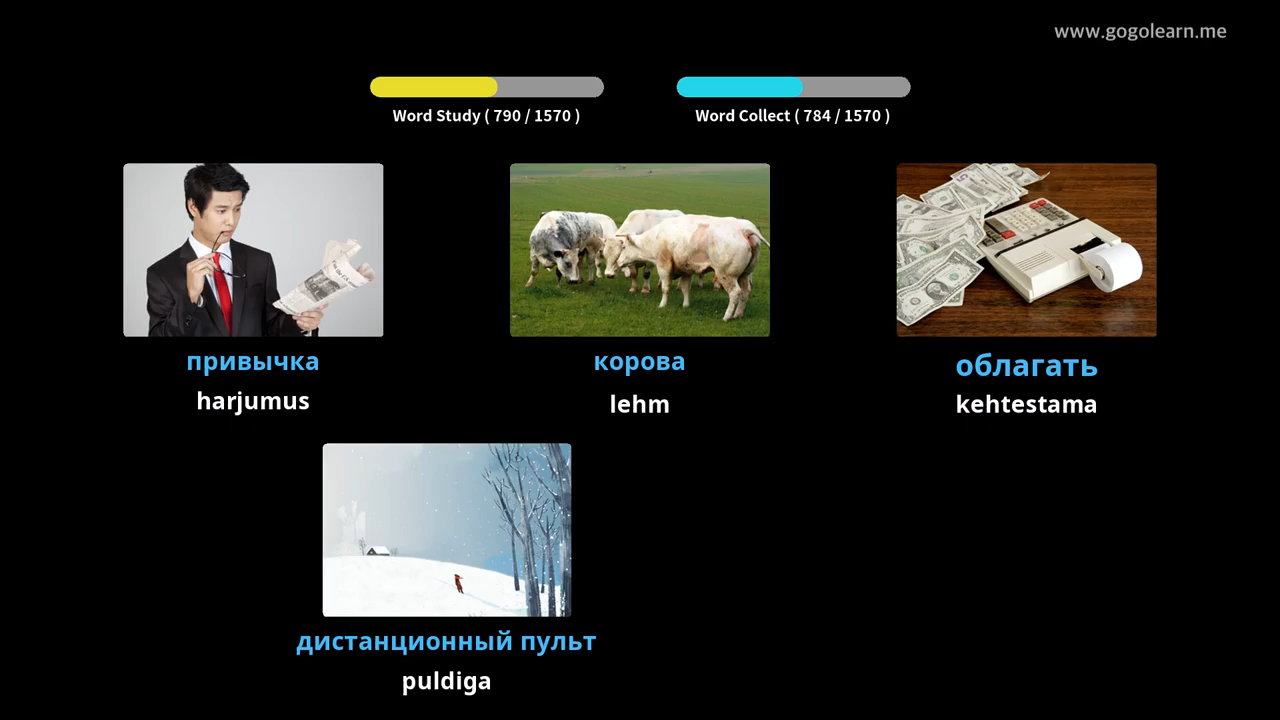 www.gogolearn.me
Word Study ( 790 / 1570 )
Word Collect ( 784 / 1570 )
привычка
harjumus
корова
lehm
облагать
kehtestama
дистанционный пульт
puldiga